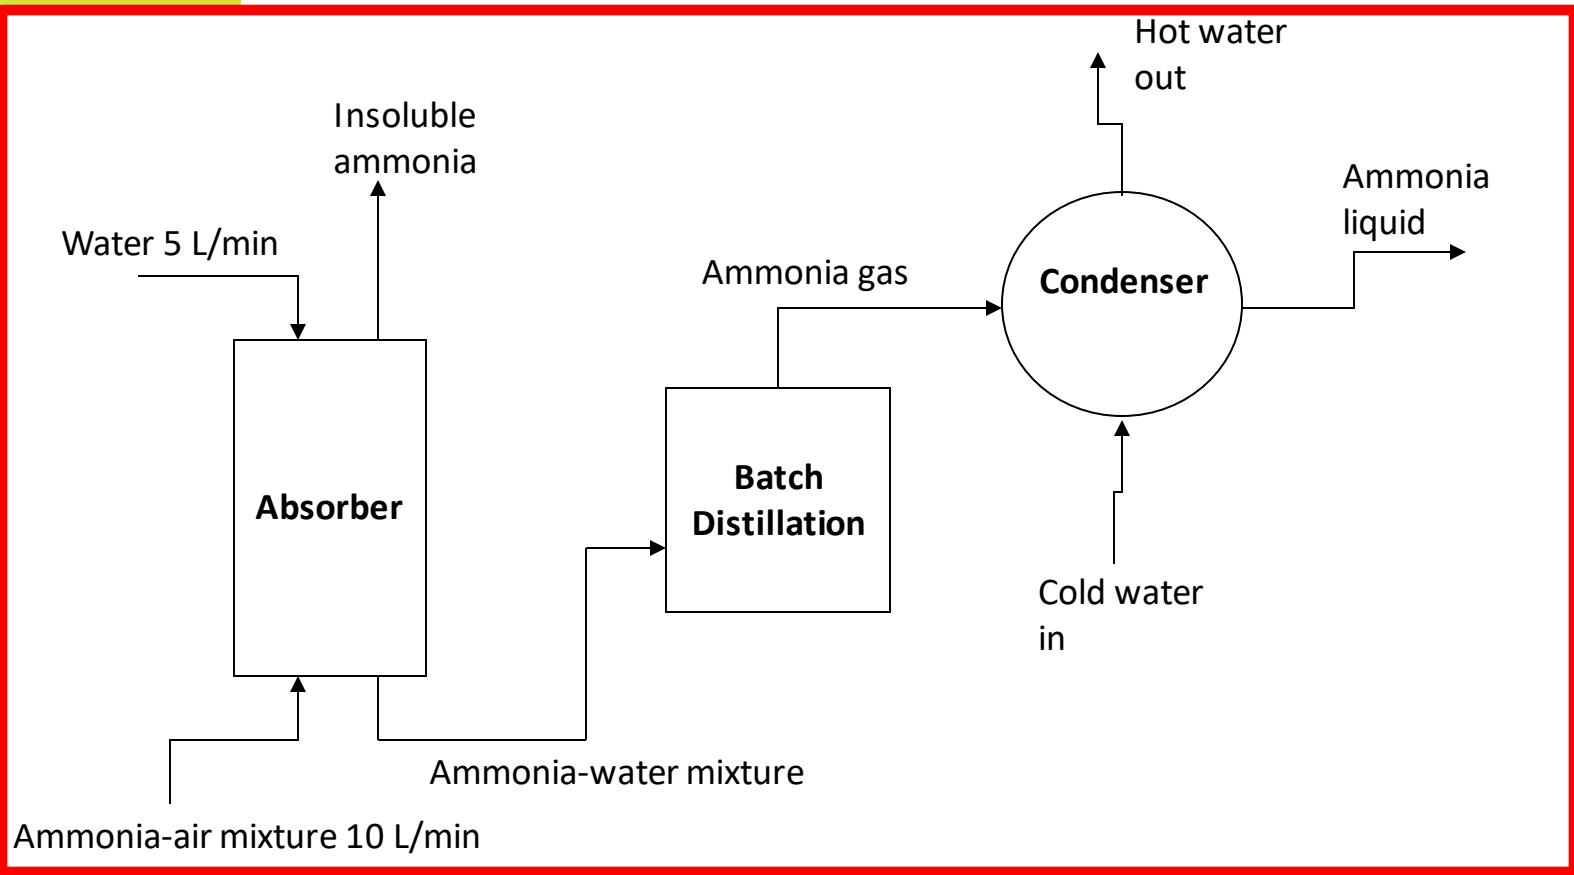 Hot water
out
Insoluble
ammonia
Ammonia
liquid
Water 5 L/min
Ammonia gas
Condenser
Batch
Distillation
Absorber
Cold water
in
Ammonia-water mixture
Ammonia-air mixture 10 L/min